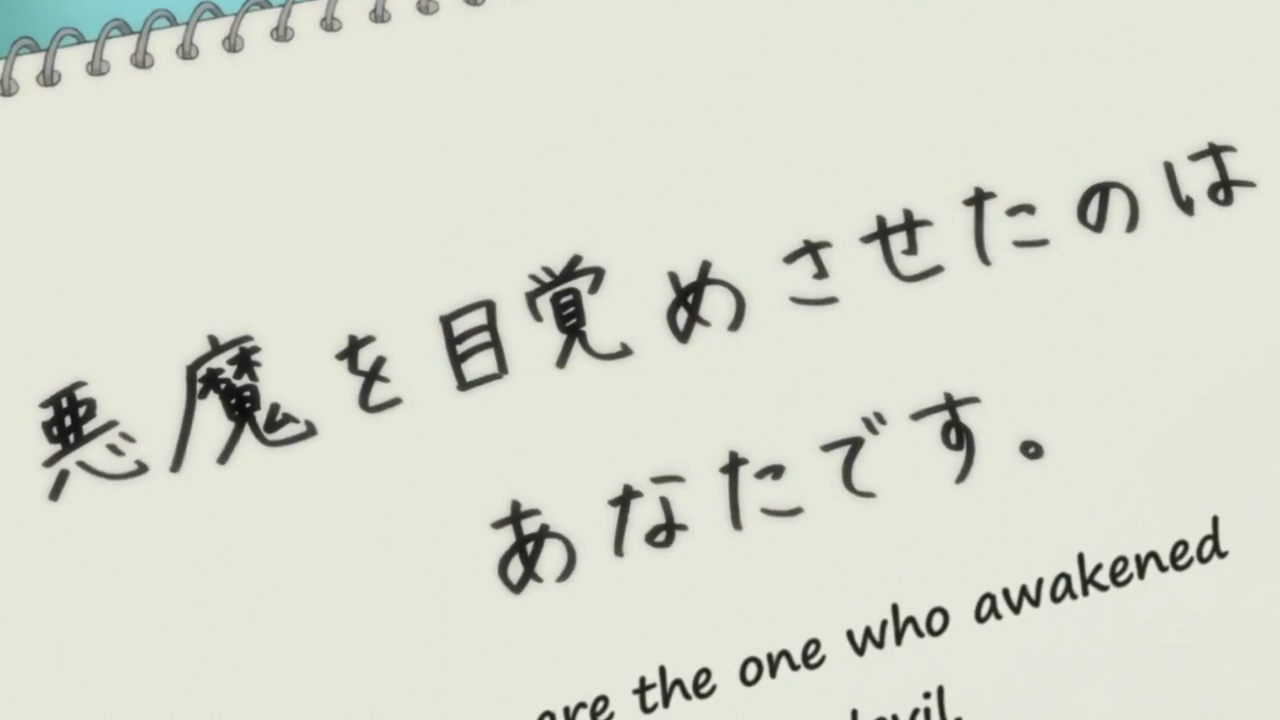 悪魔を目覚めさせたのは
あなたです。
are the one who awakened
devil.